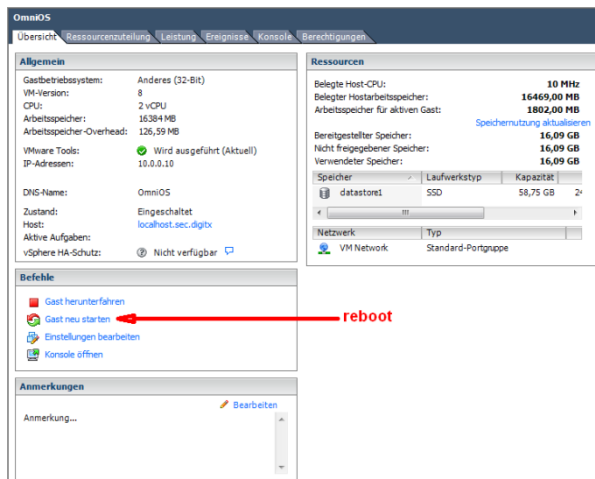 OmniOS
Übersicht Ressourcenzuteilung Leistung Ereignisse Konsole Berechtigungen
Allgemein
Gastbetriebssystem: Anderes (32-Bit)
VM-Version: 8
CPU: 2 vCPU
Arbeitsspeicher: 16384 MB
Arbeitsspeicher-Overhead: 126,59 MB
VMware Tools: Wird ausgeführt (Aktuell)
IP-Adressen: 10.0.0.10
DNS-Name: OmniOS
Zustand: Eingeschaltet
Host: localhost.sec.digitx
Aktive Aufgaben:
vSphere HA-Schutz: Nicht verfügbar
Ressourcen
Belegte Host-CPU: 10 MHz
Belegter Hostarbeitsspeicher: 16469,00 MB
Arbeitsspeicher für aktiven Gast: 1802,00 MB
Speichernutzung aktualisieren
Bereitgestellter Speicher: 16,09 GB
Nicht freigegebener Speicher: 16,09 GB
Verwendeter Speicher: 16,09 GB
Speicher Laufwerkstyp Kapazität
datastore1 SSD 58,75 GB 24
Netzwerk Typ
VM Network Standard-Portgruppe
Befehle
Gast herunterfahren
Gast neu starten
reboot
Einstellungen bearbeiten
Konsole öffnen
Anmerkungen
Bearbeiten
Anmerkung...